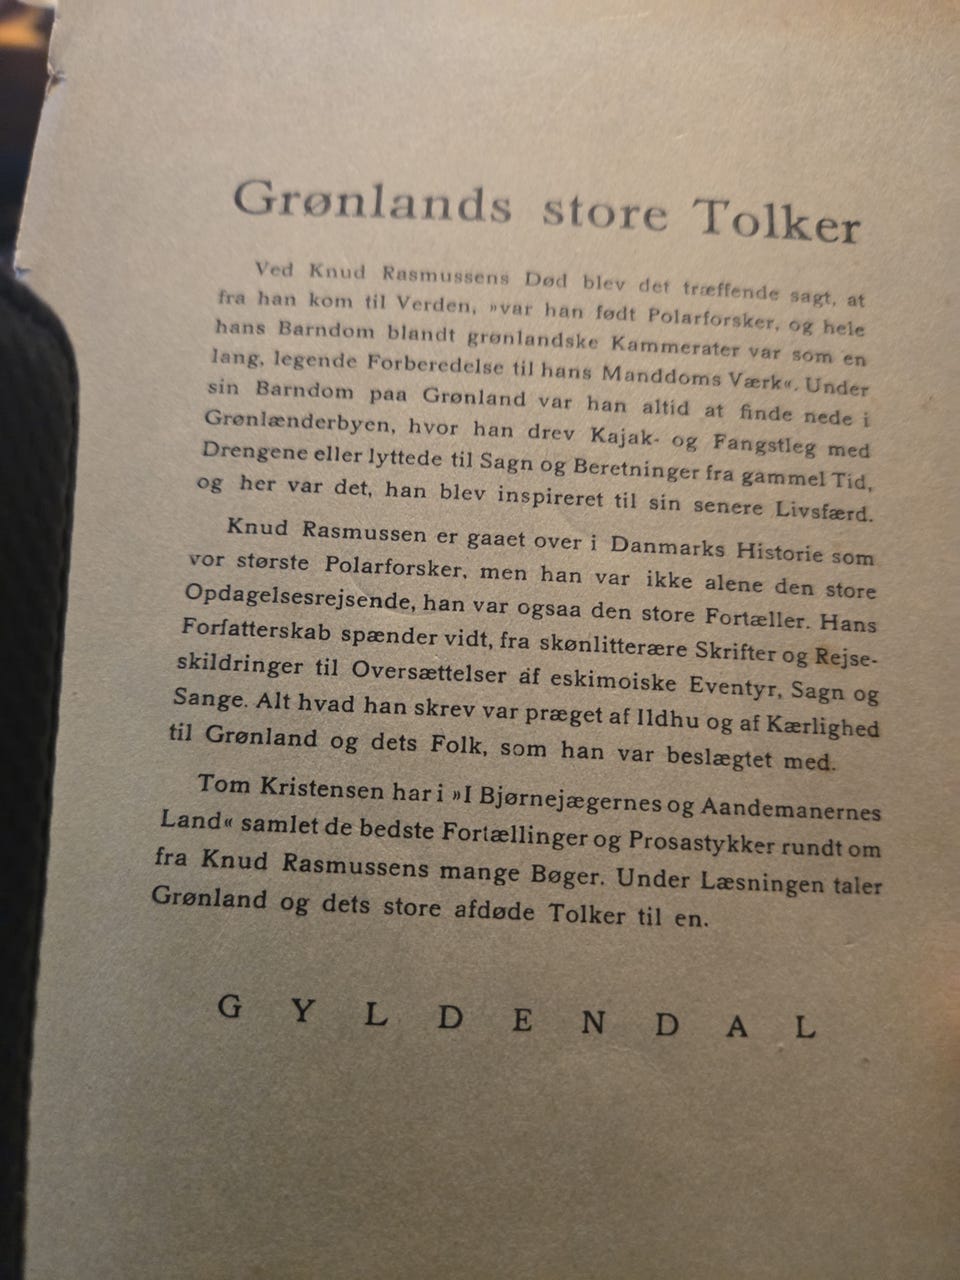 Grønlands store Tolker
Ved Knud Rasmussens Død blev det træffende sagt, at
fra han kom til Verden, »var han født Polarforsker, og hele
hans Barndom blandt grønlandske Kammerater var som en
lang, legende Forberedelse til hans Manddoms Værk«. Under
sin Barndom paa Grønland var han altid at finde nede i
Grønlænderbyen, hvor han drev Kajak- og Fangstleg med
Drengene eller lyttede til Sagn og Beretninger fra gammel Tid,
og her var det, han blev inspireret til sin senere Livsfærd.
Knud Rasmussen er gaaet over i Danmarks Historie som
vor største Polarforsker, men han var ikke alene den store
Opdagelsesrejsende, han var ogsaa den store Fortæller. Hans
Forfatterskab spænder vidt, fra skønlitterære Skrifter og Rejse-
skildringer til Oversættelser af eskimoiske Eventyr, Sagn og
Sange. Alt hvad han skrev var præget af Ildhu og af Kærlighed
til Grønland og dets Folk, som han var beslægtet med.
Tom Kristensen har i »I Bjørnejægernes og Aandemanernes
Land« samlet de bedste Fortællinger og Prosastykker rundt om
fra Knud Rasmussens mange Bøger. Under Læsningen taler
Grønland og dets store afdøde Tolker til en.
GYLDENDAL